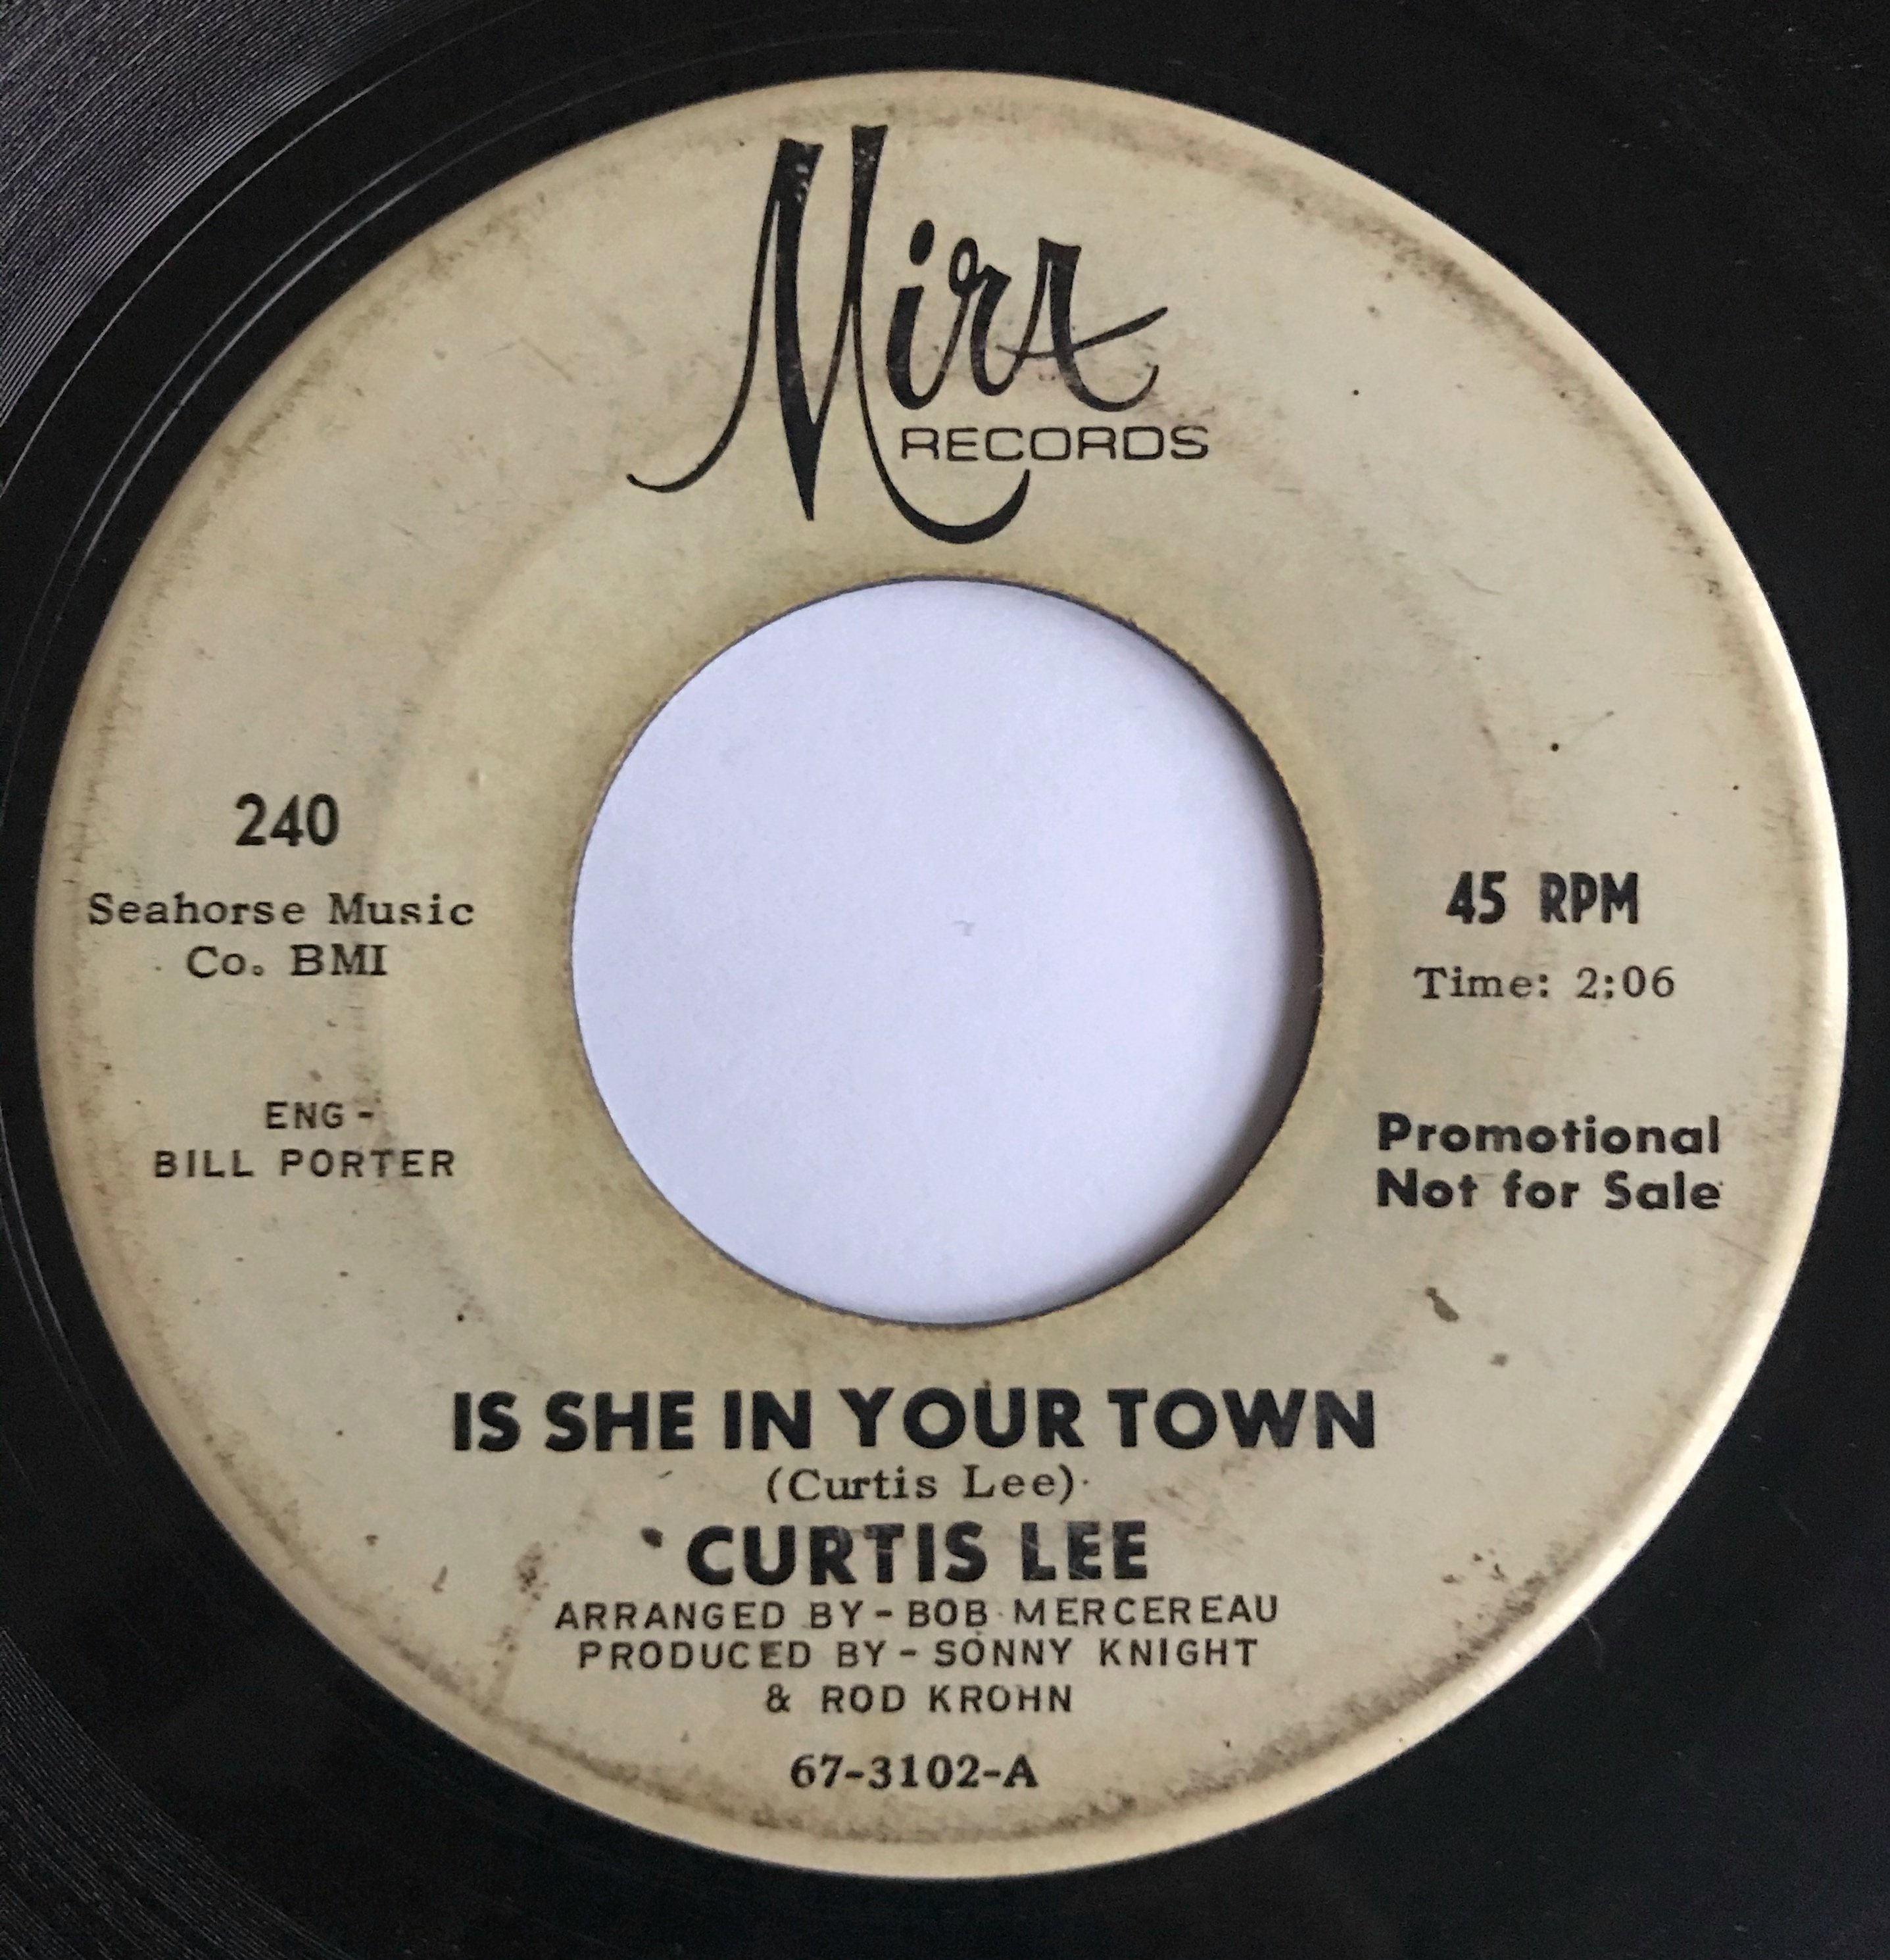 Mira
RECORDS
240
Seahorse Music
Co. BMI
ENG -
BILL PORTER
45 RPM
Time: 2:06
Promotional
Not for Sale
IS SHE IN YOUR TOWN
(Curtis Lee)
CURTIS LEE
ARRANGED BY - BOB MERCEREAU
PRODUCED BY - SONNY KNIGHT
& ROD KROHN
67-3102-A